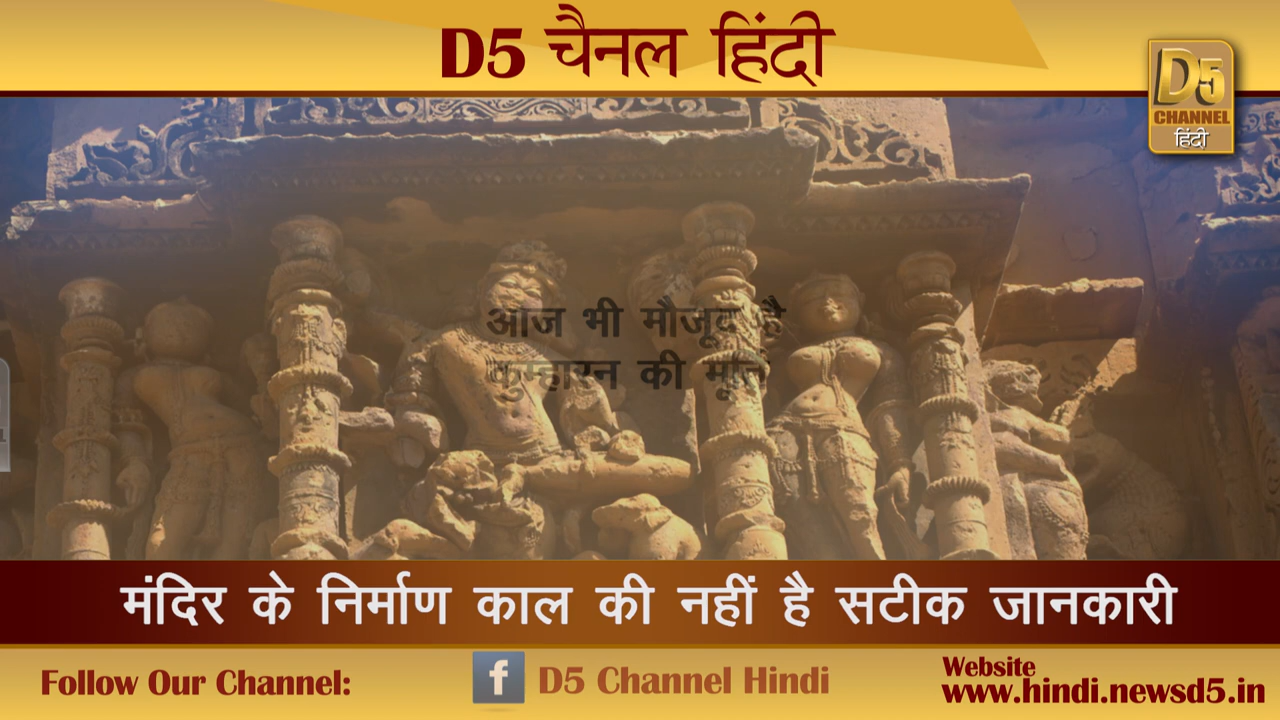 D5 चैनल हिंदी
D5
CHANNEL
हिंदी
आज भी मौजूद है
कुम्हारन की मूर्ति
मंदिर के निर्माण काल की नहीं है सटीक जानकारी
Follow Our Channel:
f D5 Channel Hindi
Website
www.hindi.newsd5.in